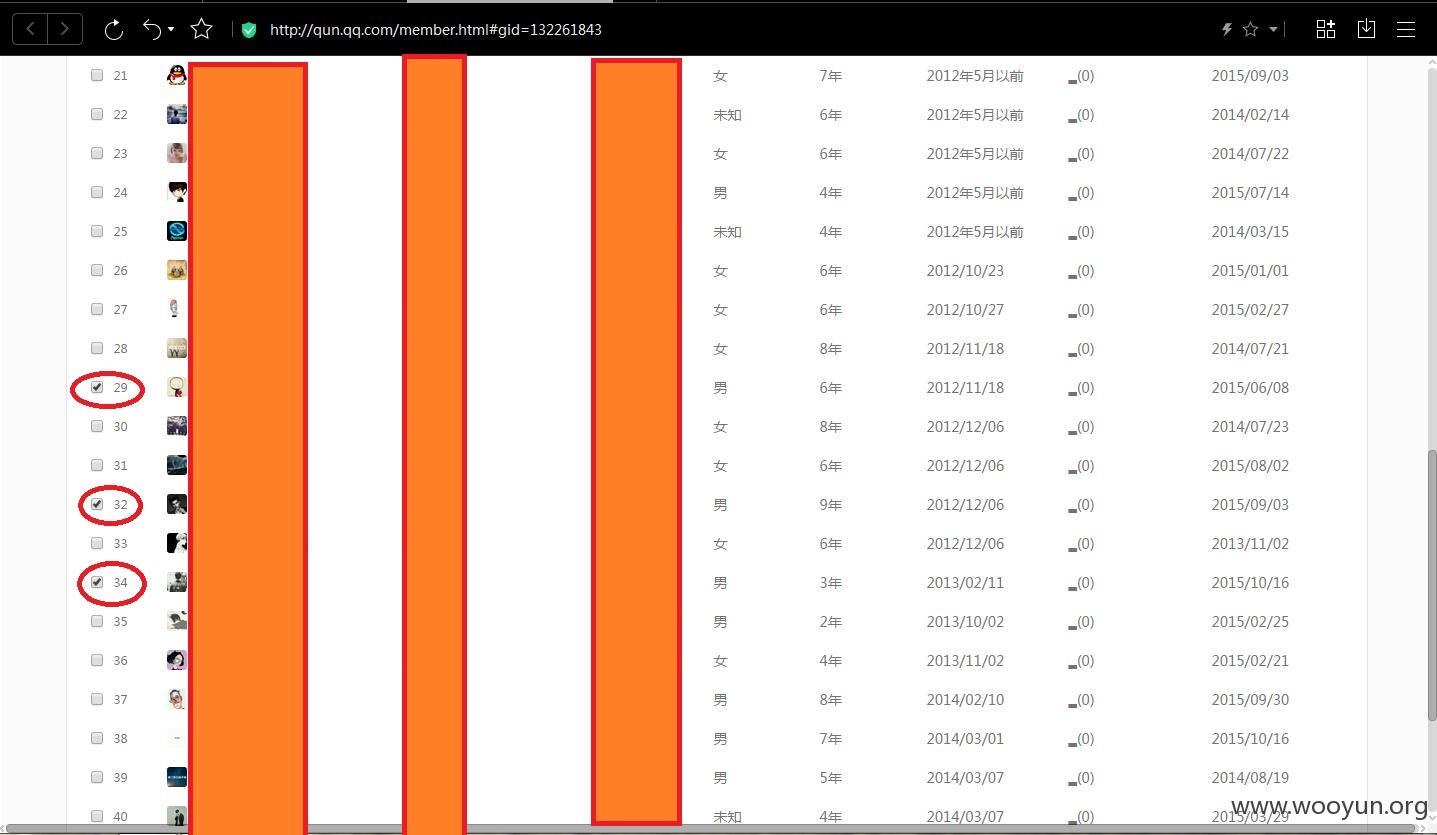 http://qun.qq.com/member.html#gid=132261843
21 女 7年 2012年5月以前 (0) 2015/09/03
22 未知 6年 2012年5月以前 (0) 2014/02/14
23 女 6年 2012年5月以前 (0) 2014/07/22
24 男 4年 2012年5月以前 (0) 2015/07/14
25 未知 4年 2012年5月以前 (0) 2014/03/15
26 女 6年 2012/10/23 (0) 2015/01/01
27 女 6年 2012/10/27 (0) 2015/02/27
28 女 8年 2012/11/18 (0) 2014/07/21
29 男 6年 2012/11/18 (0) 2015/06/08
30 女 8年 2012/12/06 (0) 2014/07/23
31 女 6年 2012/12/06 (0) 2015/08/02
32 男 9年 2012/12/06 (0) 2015/09/03
33 女 6年 2012/12/06 (0) 2013/11/02
34 男 3年 2013/02/11 (0) 2015/10/16
35 男 2年 2013/10/02 (0) 2015/02/25
36 女 4年 2013/11/02 (0) 2015/02/21
37 男 8年 2014/02/10 (0) 2015/09/30
38 男 7年 2014/03/01 (0) 2015/10/16
39 男 5年 2014/03/07 (0) 2014/08/19
40 未知 4年 2014/03/07 (0) 2015/03/29
www.wooyun.org